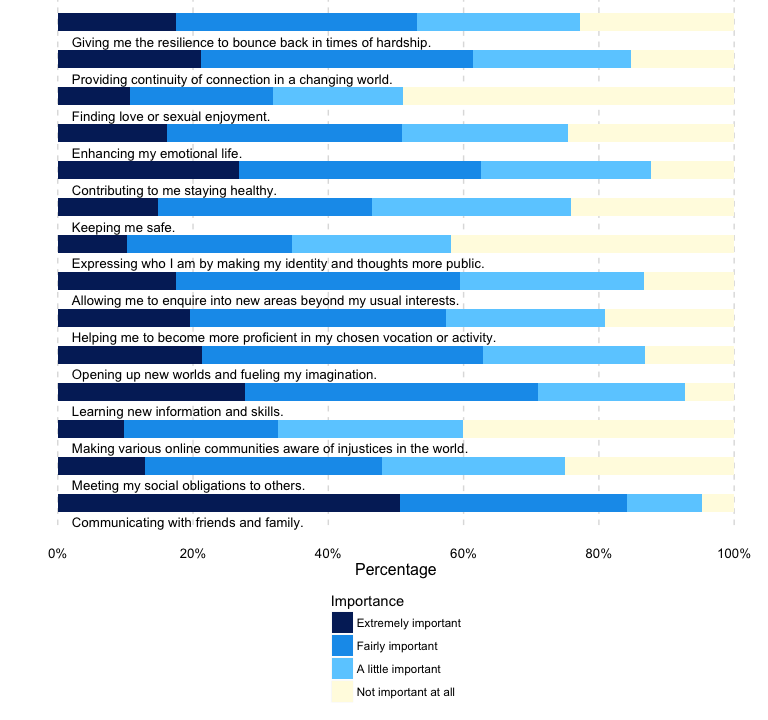 Giving me the resilience to bounce back in times of hardship.
Providing continuity of connection in a changing world.
Finding love or sexual enjoyment.
Enhancing my emotional life.
Contributing to me staying healthy.
Keeping me safe.
Expressing who I am by making my identity and thoughts more public.
Allowing me to enquire into new areas beyond my usual interests.
Helping me to become more proficient in my chosen vocation or activity.
Opening up new worlds and fueling my imagination.
Learning new information and skills.
Making various online communities aware of injustices in the world.
Meeting my social obligations to others.
Communicating with friends and family.
0% 20% 40% 60% 80% 100%
Percentage
Importance
Extremely important
Fairly important
A little important
Not important at all